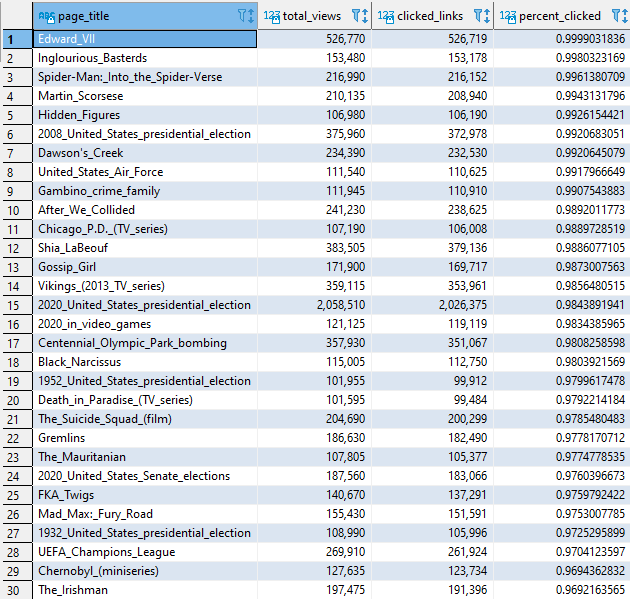 ABC page_title 123 total_views 123 clicked_links 123 percent_clicked
1 Edward_VII 526,770 526,719 0.9999031836
2 Inglourious_Basterds 153,480 153,178 0.9980323169
3 Spider-Man:_Into_the_Spider-Verse 216,990 216,152 0.9961380709
4 Martin_Scorsese 210,135 208,940 0.9943131796
5 Hidden_Figures 106,980 106,190 0.9926154421
6 2008_United_States_presidential_election 375,960 372,978 0.9920683051
7 Dawson's_Creek 234,390 232,530 0.9920645079
8 United_States_Air_Force 111,540 110,625 0.9917966649
9 Gambino_crime_family 111,945 110,910 0.9907543883
10 After_We_Collided 241,230 238,625 0.9892011773
11 Chicago_P.D._(TV_series) 107,190 106,008 0.9889728519
12 Shia_LaBeouf 383,505 379,136 0.9886077105
13 Gossip_Girl 171,900 169,717 0.9873007563
14 Vikings_(2013_TV_series) 359,115 353,961 0.9856480515
15 2020_United_States_presidential_election 2,058,510 2,026,375 0.9843891941
16 2020_in_video_games 121,125 119,119 0.9834385965
17 Centennial_Olympic_Park_bombing 357,930 351,067 0.9808258598
18 Black_Narcissus 115,005 112,750 0.9803921569
19 1952_United_States_presidential_election 101,955 99,912 0.9799617478
20 Death_in_Paradise_(TV_series) 101,595 99,484 0.9792214184
21 The_Suicide_Squad_(film) 204,690 200,299 0.9785480483
22 Gremlins 186,630 182,490 0.9778170712
23 The_Mauritanian 107,805 105,377 0.9774778535
24 2020_United_States_Senate_elections 187,560 183,066 0.9760396673
25 FKA_Twigs 140,670 137,291 0.9759792422
26 Mad_Max:_Fury_Road 155,430 151,591 0.9753007785
27 1932_United_States_presidential_election 108,990 105,996 0.9725295899
28 UEFA_Champions_League 269,910 261,924 0.9704123597
29 Chernobyl_(miniseries) 127,635 123,734 0.9694362832
30 The_Irishman 197,475 191,396 0.9692163565